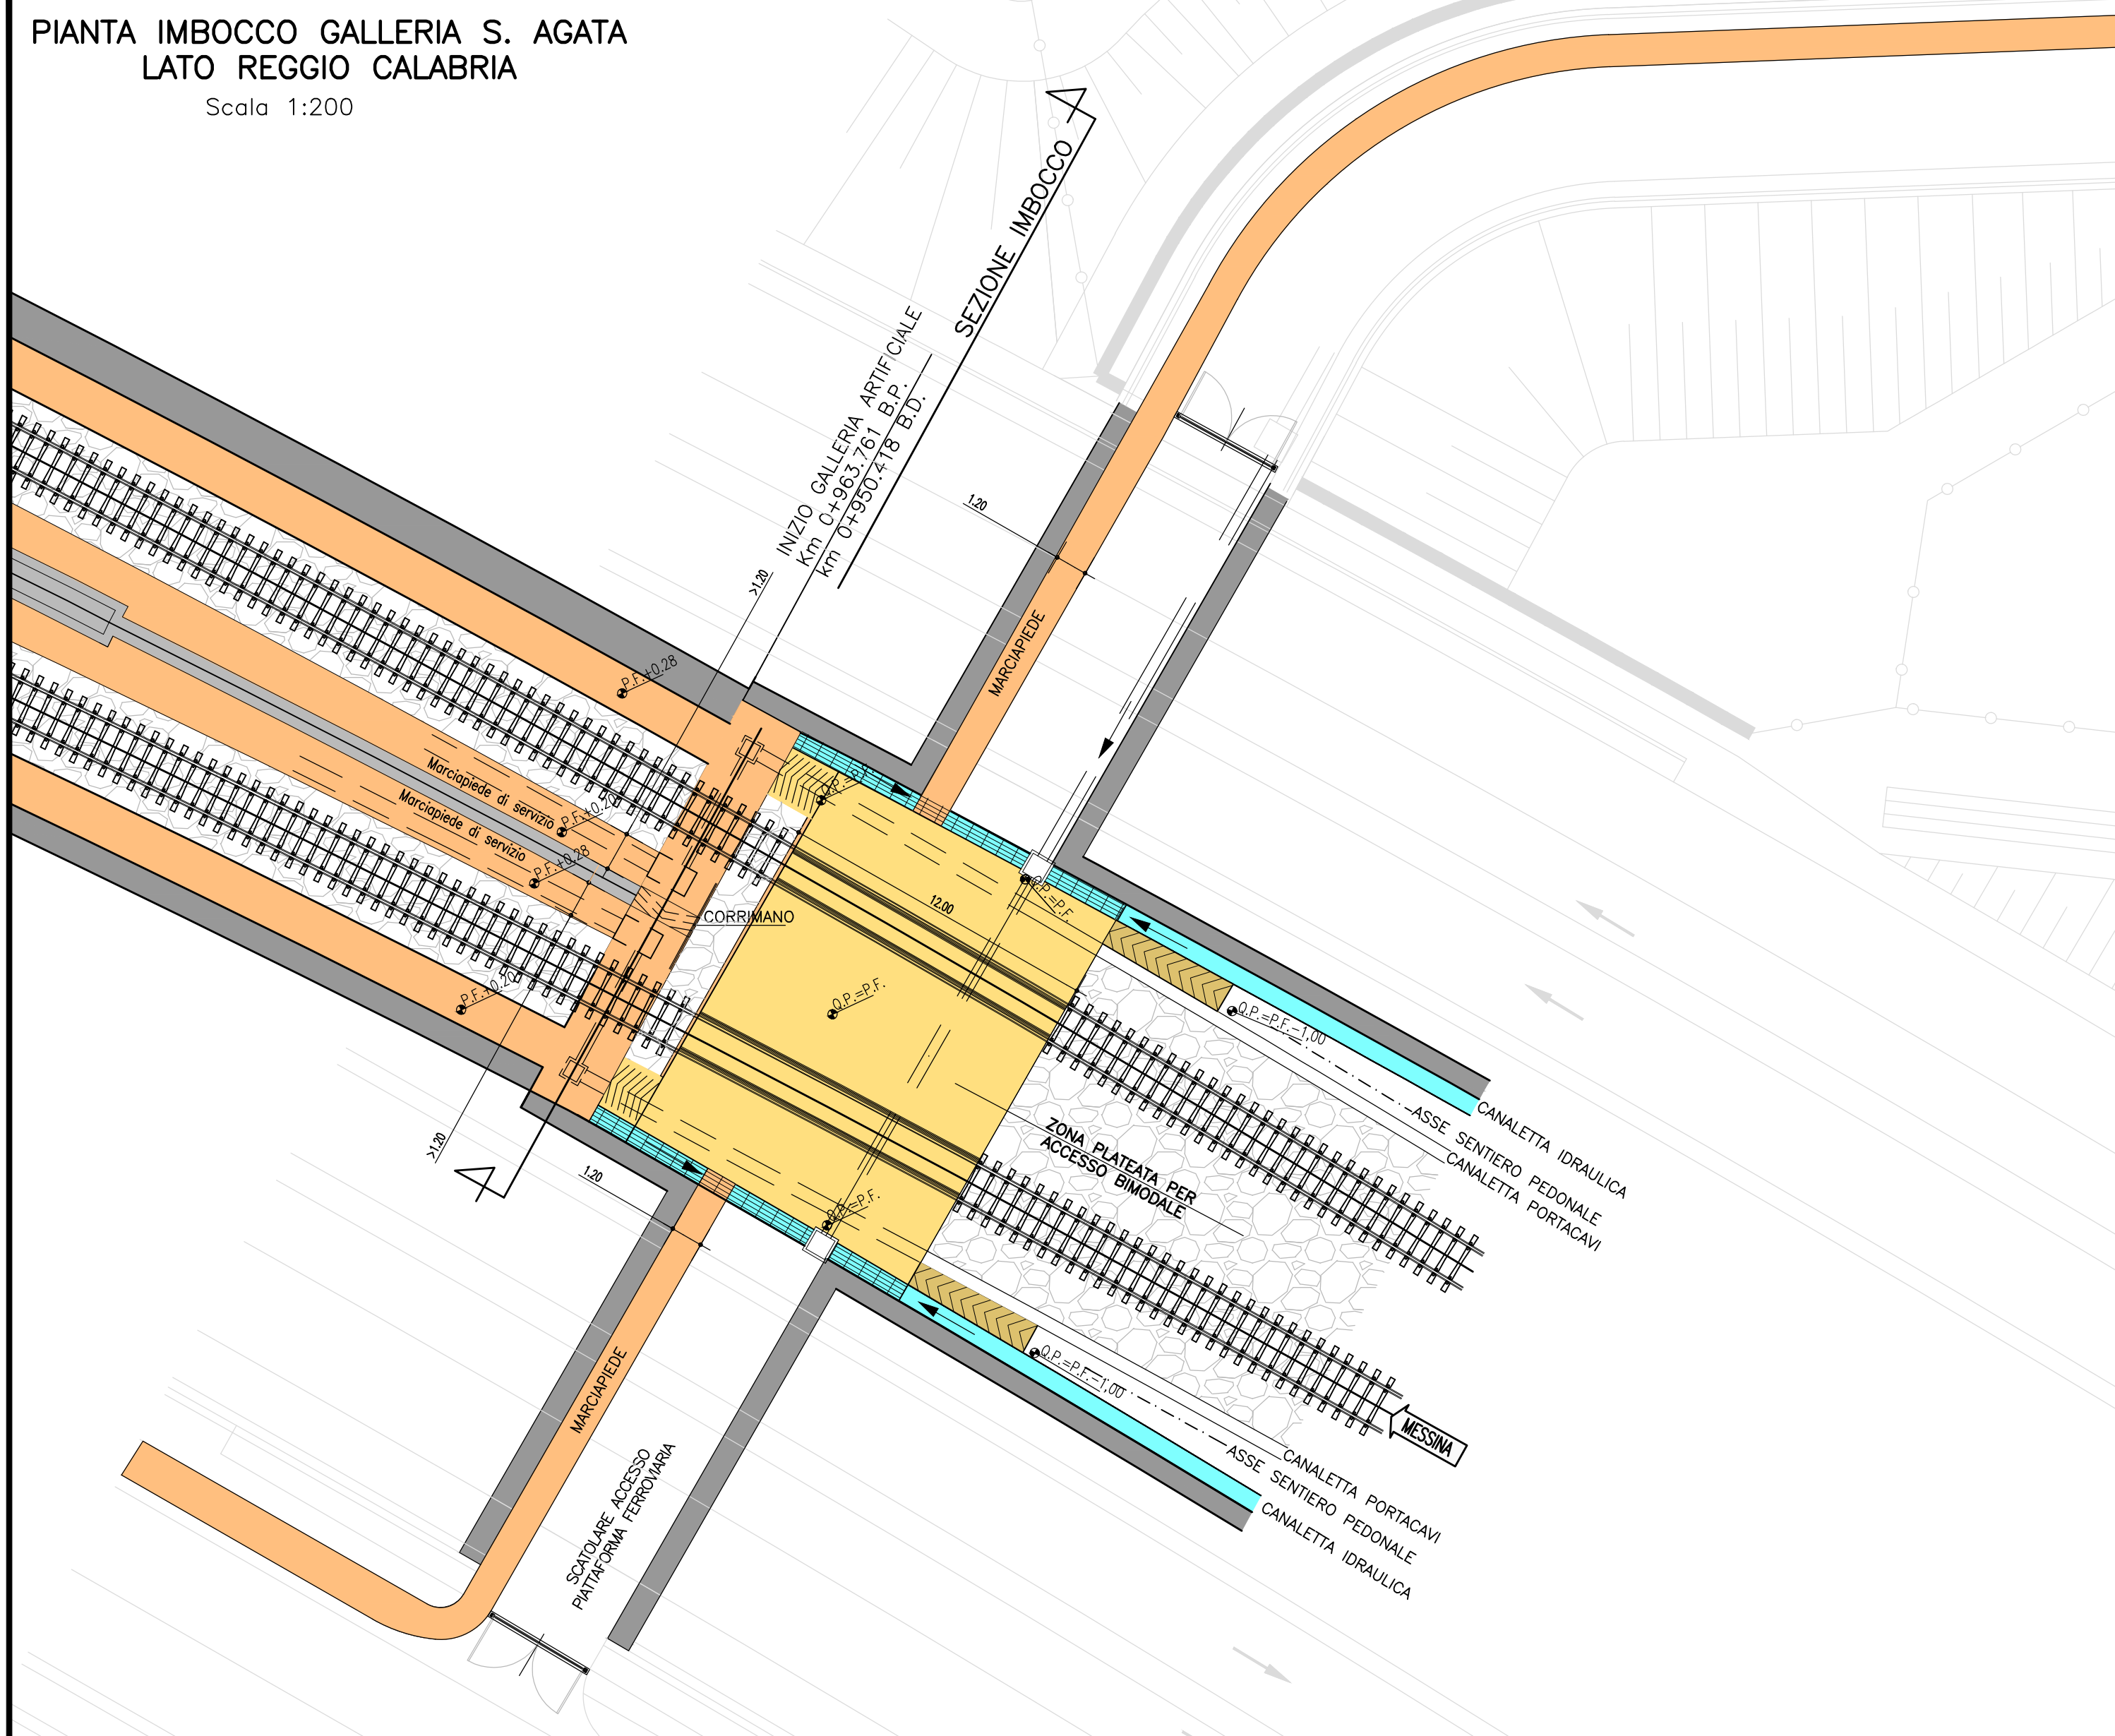 PIANTA IMBOCCO GALLERIA S. AGATA
LATO REGGIO CALABRIA
Scala 1:200
SEZIONE IMBOCCO
INIZIO GALLERIA ARTIFICIALE
Km 0+963.761 B.P.
km 0+950.418 B.D.
1.20
>1.20
MARCIAPIEDE
P.F.+0.28
Marciapiede di servizio
Marciapiede di servizio
P.F.+0.20
P.F.+0.28
P.F.+0.20
Q.P.=P.F.
CORRIMANO
12.00
Q.P.=P.F.
Q.P.=P.F.
Q.P.=P.F.-1,00
ZONA PLATEATA PER
ACCESSO BIMODALE
CANALETTA IDRAULICA
ASSE SENTIERO PEDONALE
CANALETTA PORTACAVI
>1.20
1.20
Q.P.=P.F.
Q.P.=P.F.-1,00
MARCIAPIEDE
MESSINA
CANALETTA PORTACAVI
ASSE SENTIERO PEDONALE
CANALETTA IDRAULICA
SCATOLARE ACCESSO
PIATTAFORMA FERROVIARIA